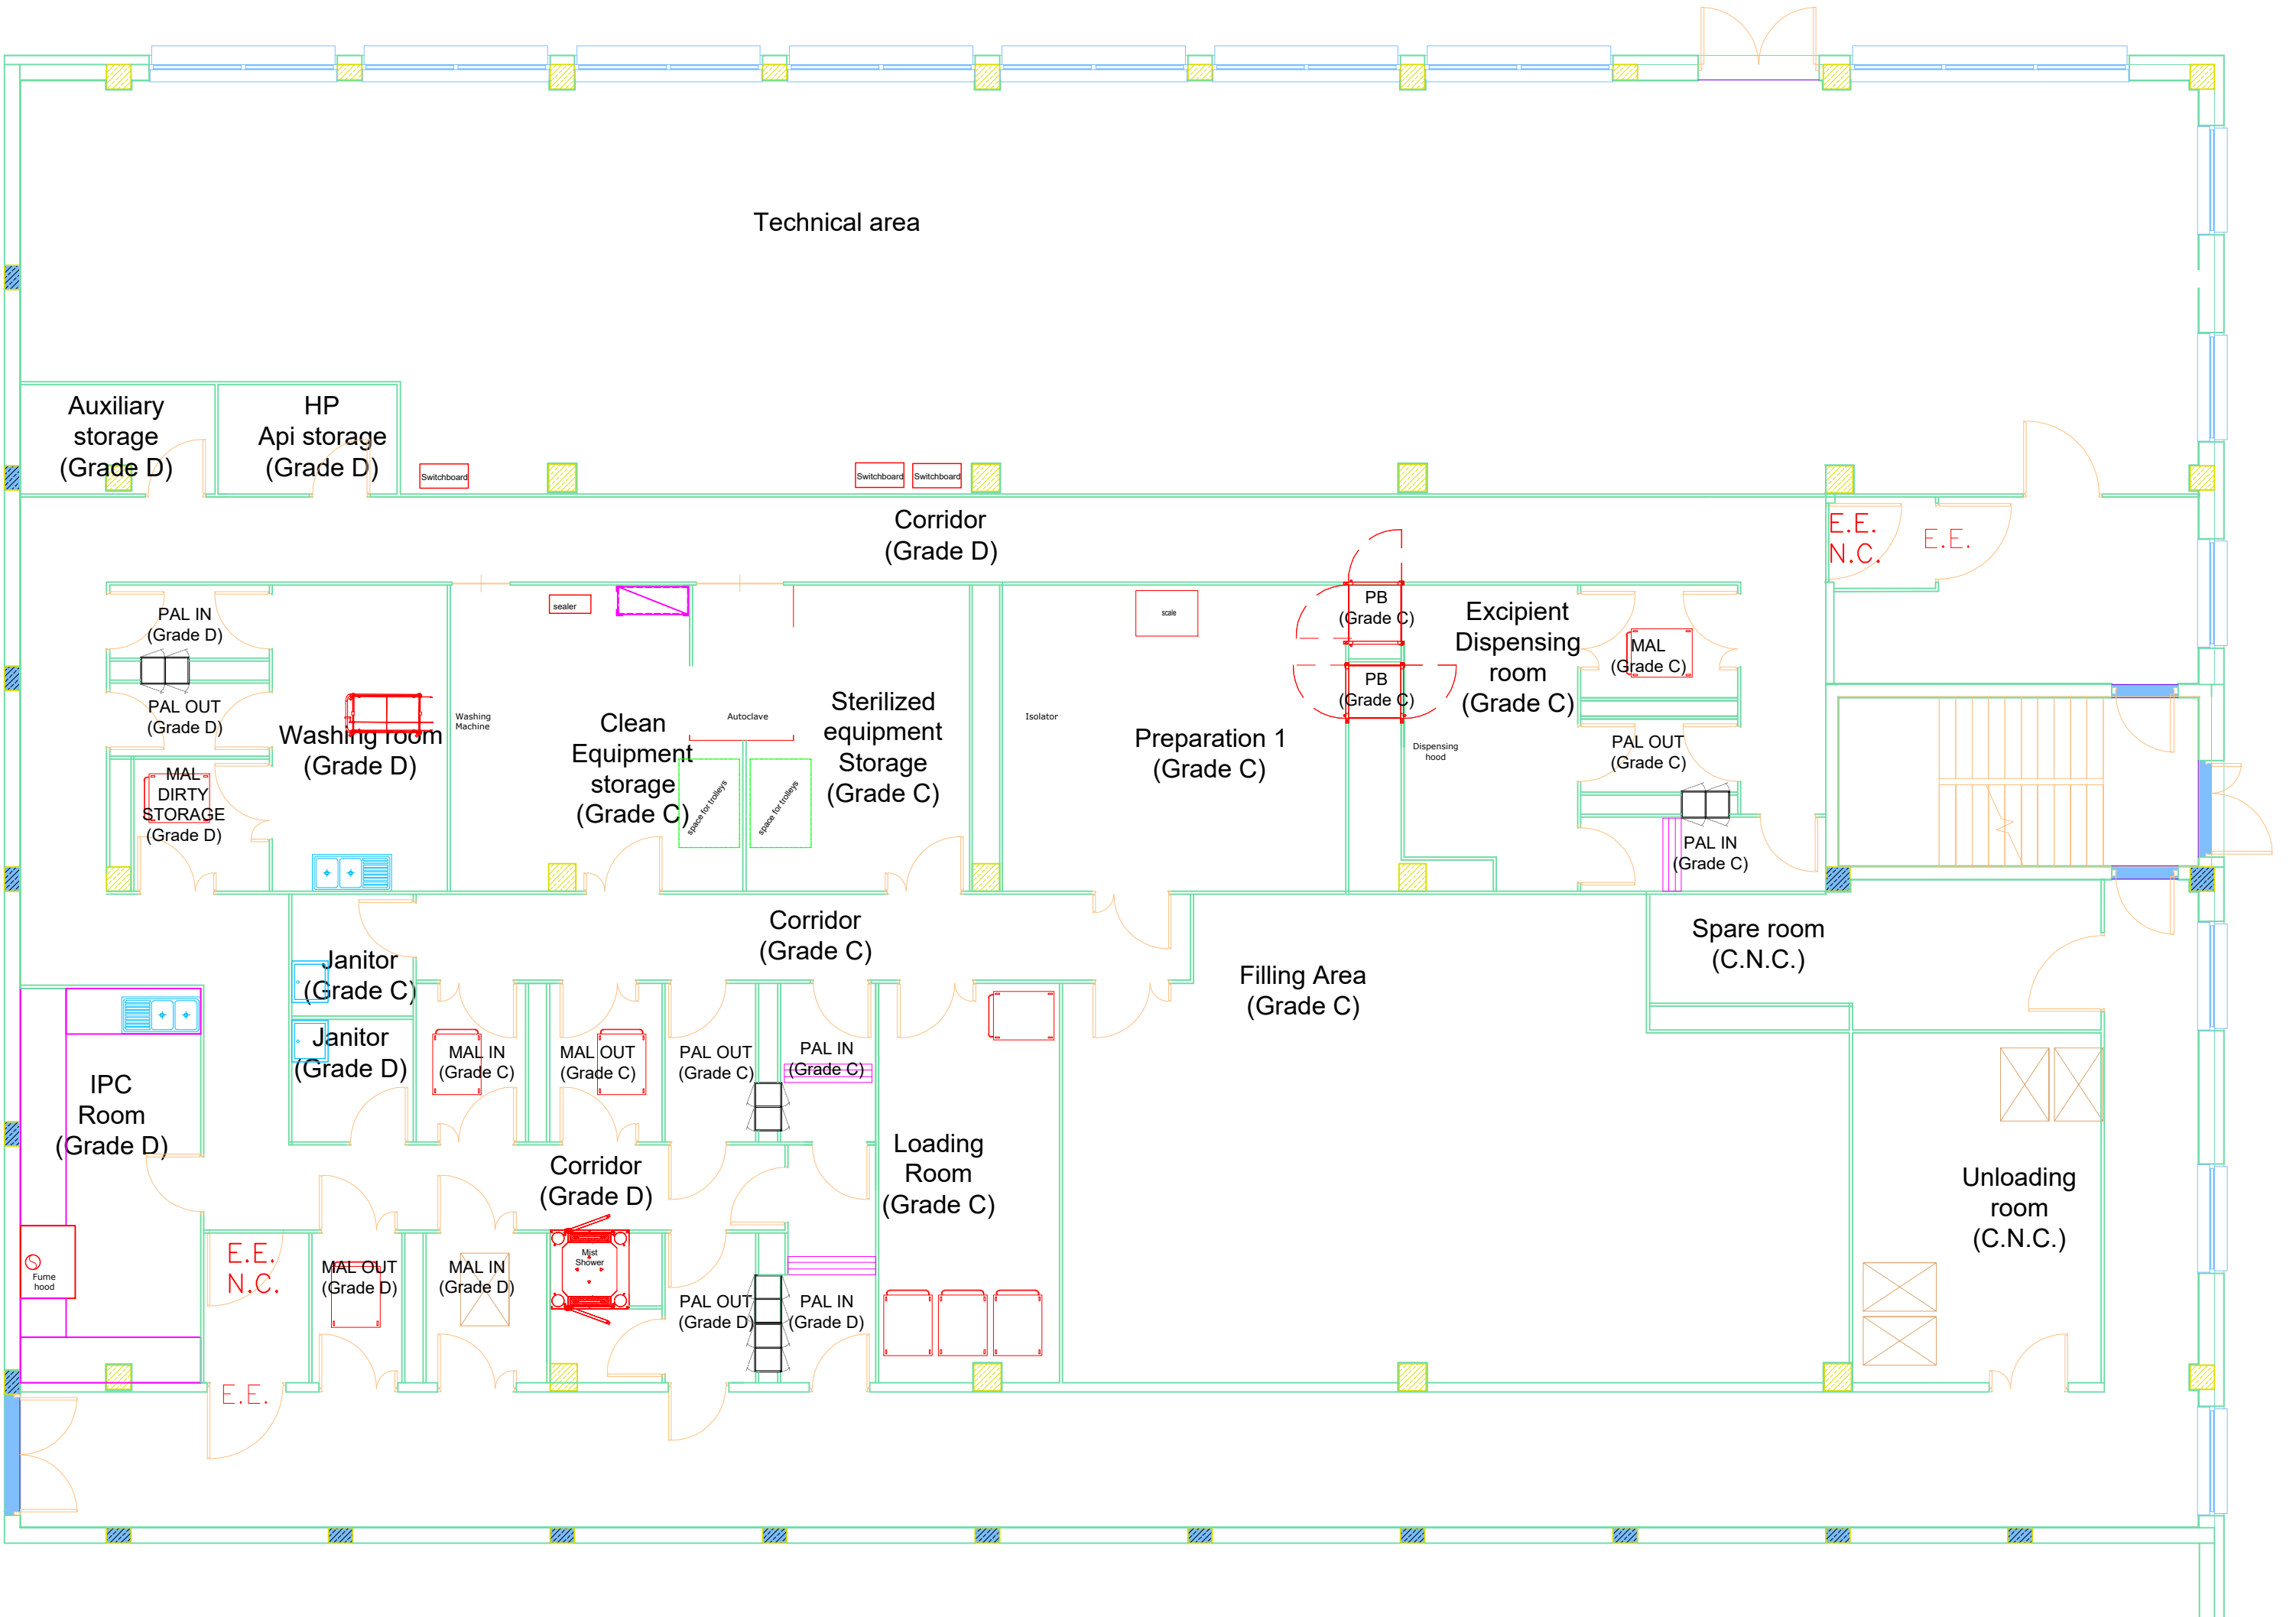 Technical area
Auxiliary
storage
(Grade D)
HP
Api storage
(Grade D)
Switchboard
Switchboard
Switchboard
Corridor
(Grade D)
E.E.
N.C.
E.E.
PAL IN
(Grade D)
PAL OUT
(Grade D)
MAL
DIRTY
STORAGE
(Grade D)
Washing room
(Grade D)
Washing
Machine
sealer
Clean
Equipment
storage
(Grade C)
space for trolleys
Autoclave
space for trolleys
Sterilized
equipment
Storage
(Grade C)
Isolator
scale
Preparation 1
(Grade C)
PB
(Grade C)
PB
(Grade C)
Dispensing
hood
Excipient
Dispensing
room
(Grade C)
MAL
(Grade C)
PAL OUT
(Grade C)
PAL IN
(Grade C)
Janitor
(Grade C)
Corridor
(Grade C)
Filling Area
(Grade C)
Spare room
(C.N.C.)
Janitor
(Grade D)
MAL IN
(Grade C)
MAL OUT
(Grade C)
PAL OUT
(Grade C)
PAL IN
(Grade C)
IPC
Room
(Grade D)
Corridor
(Grade D)
Loading
Room
(Grade C)
Unloading
room
(C.N.C.)
Fume
hood
E.E.
N.C.
MAL OUT
(Grade D)
MAL IN
(Grade D)
Mist
Shower
PAL OUT
(Grade D)
PAL IN
(Grade D)
E.E.